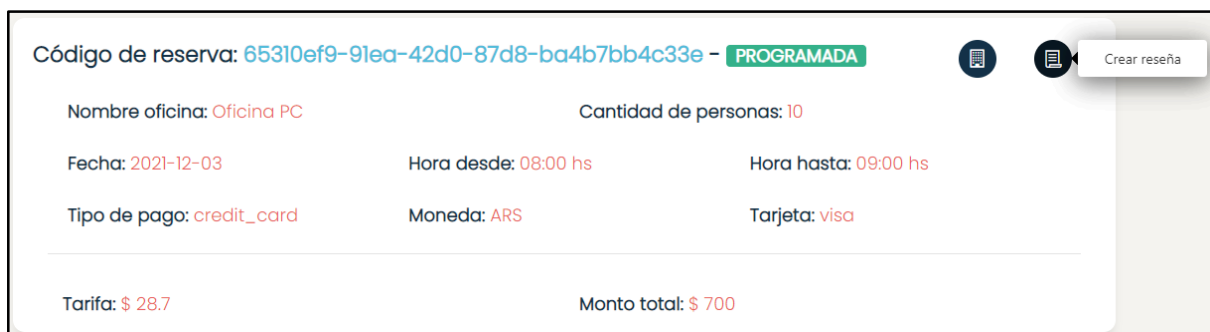 Código de reserva: 65310ef9-91ea-42d0-87d8-ba4b7bb4c33e - PROGRAMADA
Crear reseña
Nombre oficina: Oficina PC Cantidad de personas: 10
Fecha: 2021-12-03 Hora desde: 08:00 hs Hora hasta: 09:00 hs
Tipo de pago: credit_card Moneda: ARS Tarjeta: visa
Tarifa: $ 28.7 Monto total: $ 700